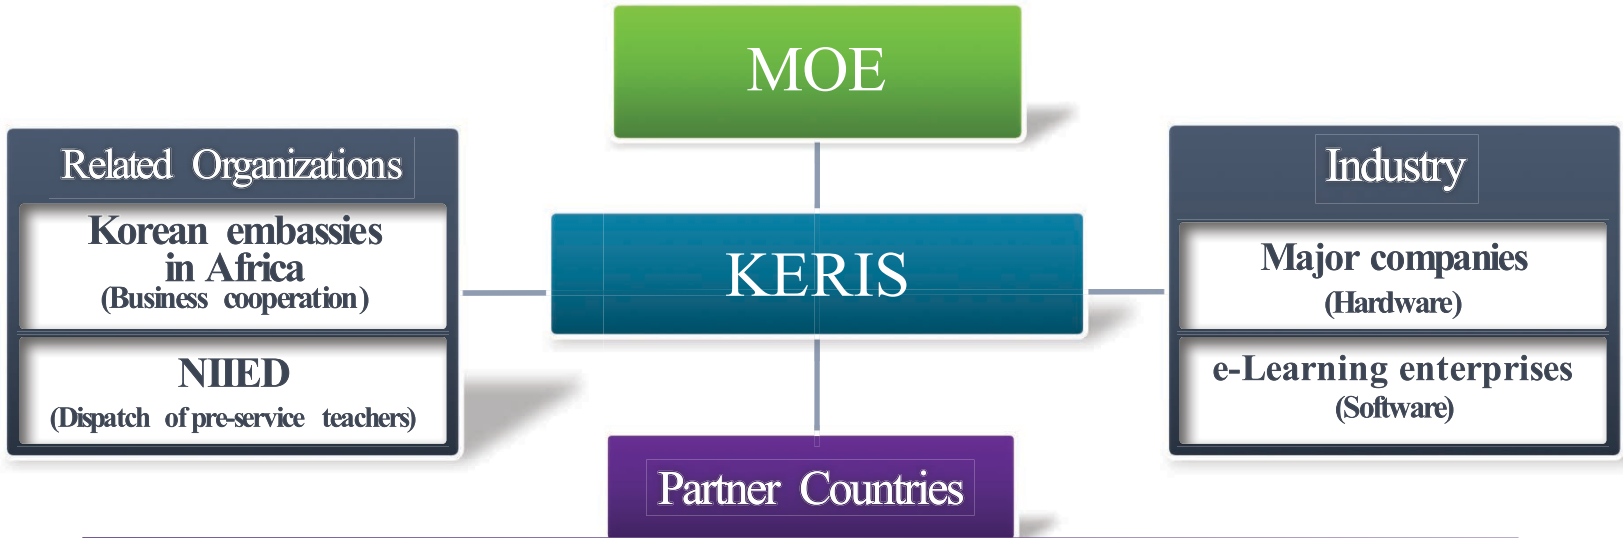 MOE
Related Organizations
Korean embassies
in Africa
(Business cooperation)
NIIED
(Dispatch of pre-service teachers)
KERIS
Industry
Major companies
(Hardware)
e-Learning enterprises
(Software)
Partner Countries